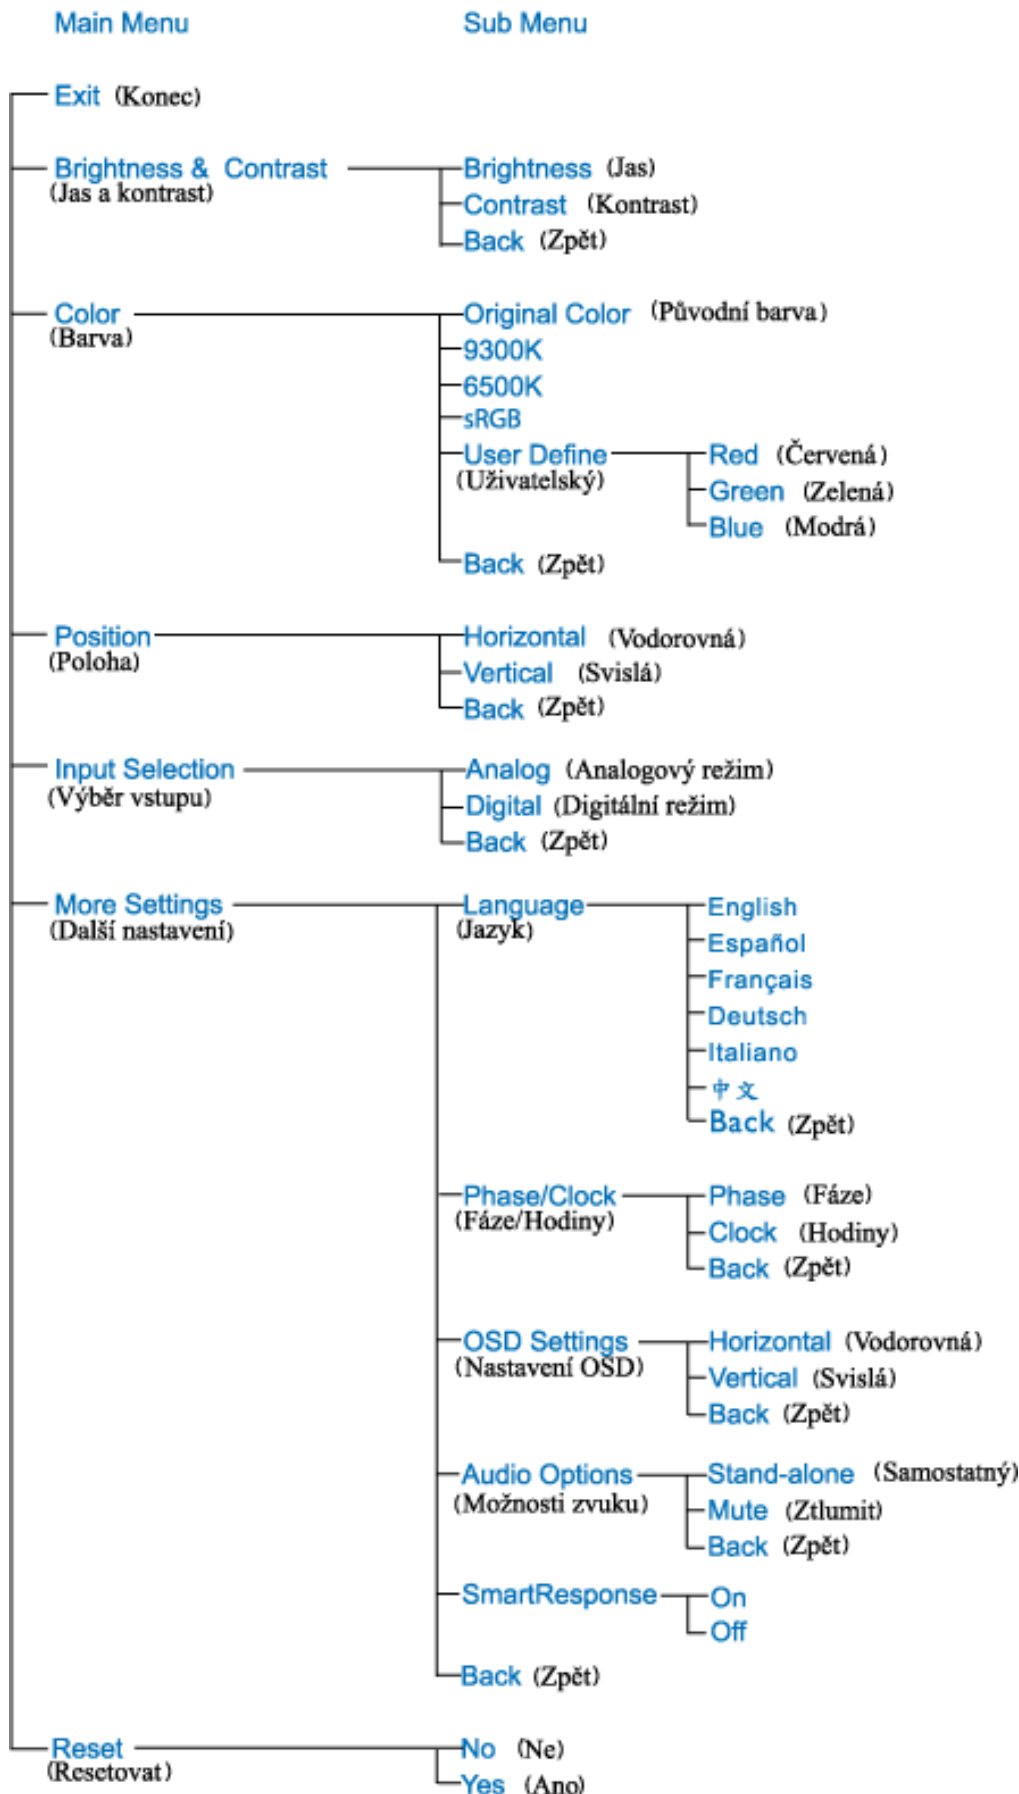 Main Menu Sub Menu
Exit (Konec)
Brightness & Contrast Brightness (Jas)
(Jas a kontrast)
Contrast (Kontrast)
Back (Zpět)
Color Original Color (Původní barva)
(Barva)
9300K
6500K
sRGB
User Define Red (Červená)
(Uživatelský)
Green (Zelená)
Blue (Modrá)
Back (Zpět)
Position Horizontal (Vodorovná)
(Poloha)
Vertical (Svislá)
Back (Zpět)
Input Selection Analog (Analogový režim)
(Výběr vstupu)
Digital (Digitální režim)
Back (Zpět)
More Settings Language English
(Další nastavení) (Jazyk)
Español
Français
Deutsch
Italiano
中文
Back (Zpět)
Phase/Clock Phase (Fáze)
(Fáze/Hodiny)
Clock (Hodiny)
Back (Zpět)
OSD Settings Horizontal (Vodorovná)
(Nastavení OSD)
Vertical (Svislá)
Back (Zpět)
Audio Options Stand-alone (Samostatný)
(Možnosti zvuku)
Mute (Ztlumit)
Back (Zpět)
SmartResponse On
Off
Back (Zpět)
Reset No (Ne)
(Resetovat)
Yes (Ano)